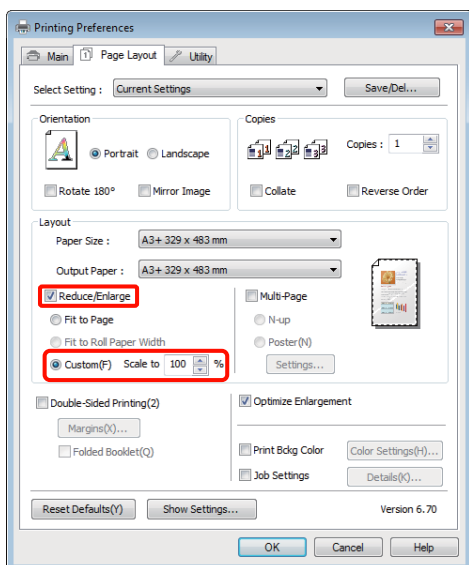 Printing Preferences
Main Page Layout Utility
Select Setting : Current Settings Save/Del...
Orientation
Portrait Landscape
Rotate 180° Mirror Image
Copies
Copies : 1
Collate Reverse Order
Layout
Paper Size : A3+ 329 x 483 mm
Output Paper : A3+ 329 x 483 mm
Reduce/Enlarge
Fit to Page
Fit to Roll Paper Width
Custom(F) Scale to 100 %
Multi-Page
N-up
Poster(N)
Settings...
Double-Sided Printing(2)
Margins(X)...
Folded Booklet(Q)
Optimize Enlargement
Print Bckg Color Color Settings(H)...
Job Settings Details(K)...
Reset Defaults(Y) Show Settings... Version 6.70
OK Cancel Help